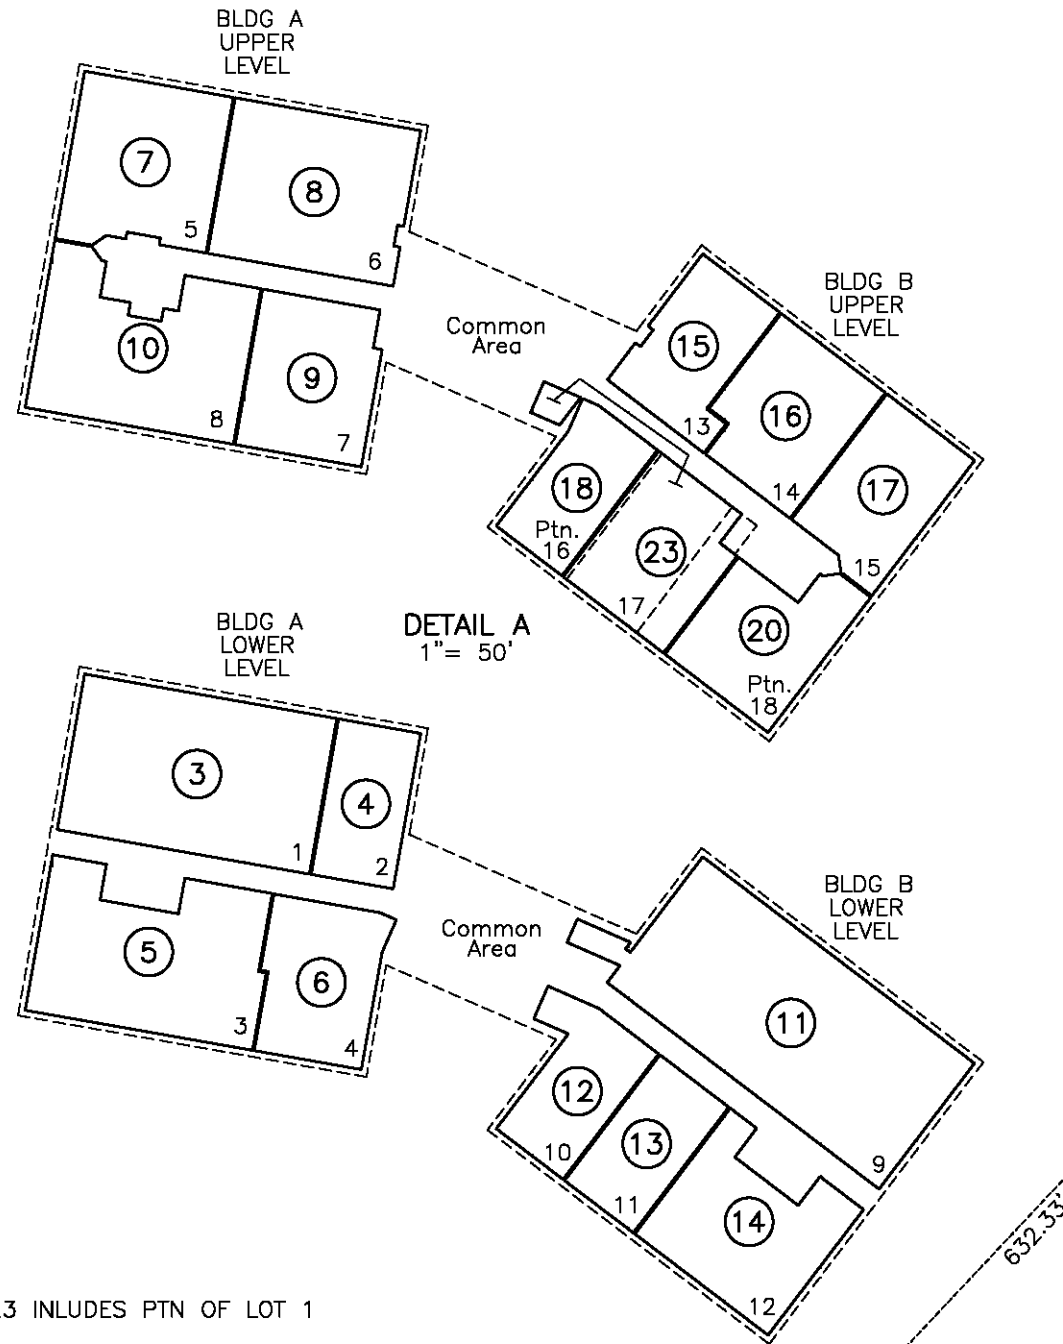 BLDG A
UPPER
LEVEL
7
8
5
6
10
9
8
7
Common
Area
BLDG B
UPPER
LEVEL
15
16
13
17
14
18
Ptn.
16
23
17
15
20
Ptn.
18
DETAIL A
1"= 50'
BLDG A
LOWER
LEVEL
3
4
1
2
5
6
3
4
Common
Area
BLDG B
LOWER
LEVEL
11
12
10
13
9
11
14
12
632.33'
3 INLUDES PTN OF LOT 1